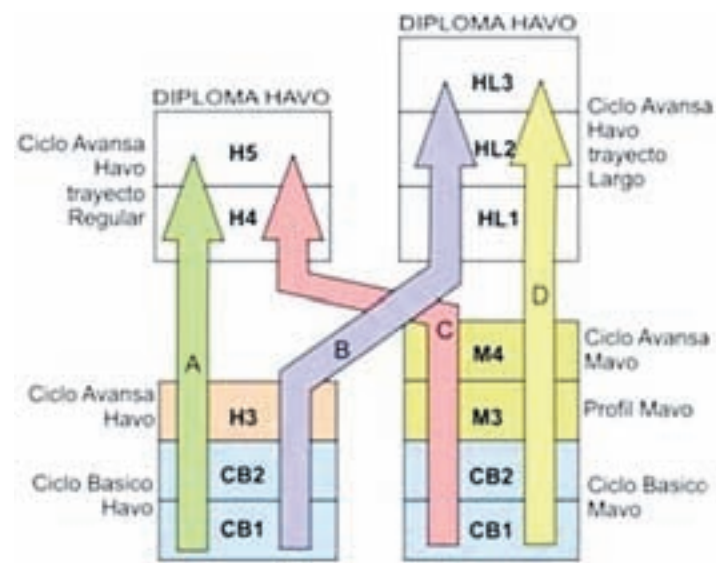 DIPLOMA HAVO
HL3
HL2
HL1
Ciclo Avansa
Havo
trayecto
Largo
DIPLOMA HAVO
H5
H4
Ciclo Avansa
Havo
trayecto
Regular
A
B
C
D
Ciclo Avansa
Havo
H3
CB2
CB1
Ciclo Basico
Havo
M4
M3
CB2
CB1
Ciclo Avansa
Mavo
Profil Mavo
Ciclo Basico
Mavo